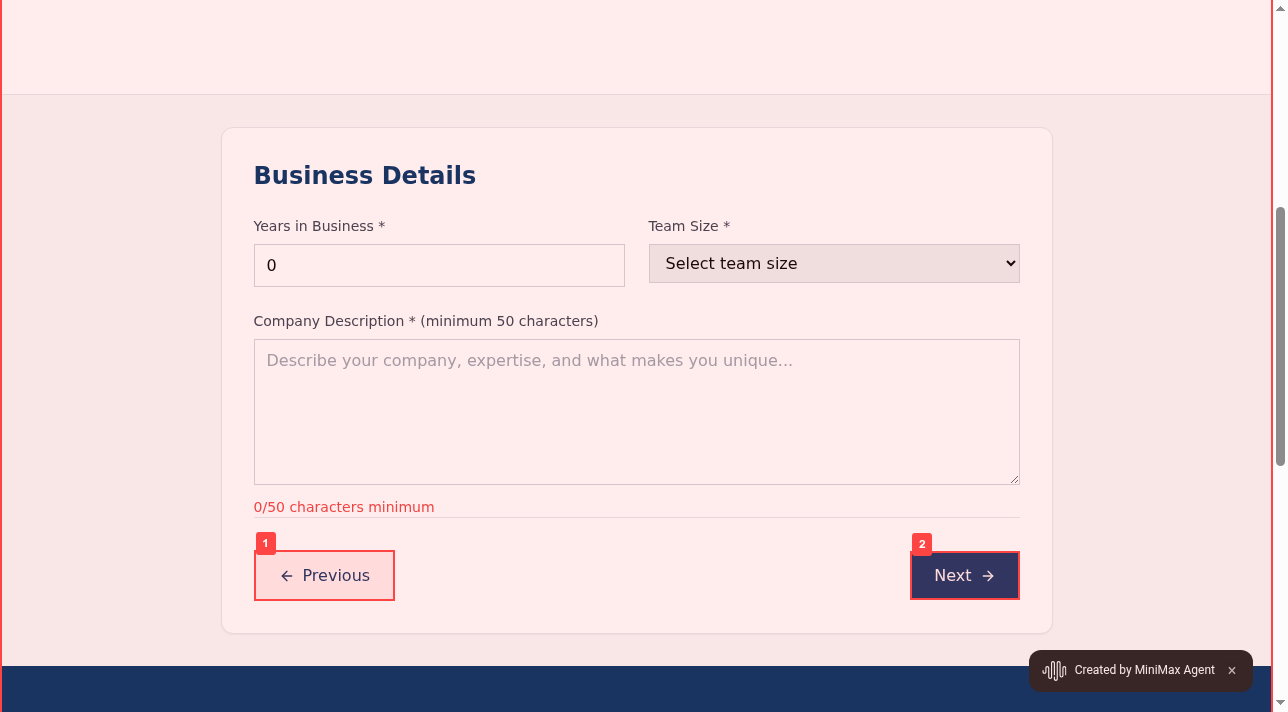 Business Details
Years in Business *
Team Size *
0
Select team size
Company Description * (minimum 50 characters)
Describe your company, expertise, and what makes you unique...
0/50 characters minimum
1
2
← Previous
Next →
Created by MiniMax Agent ×